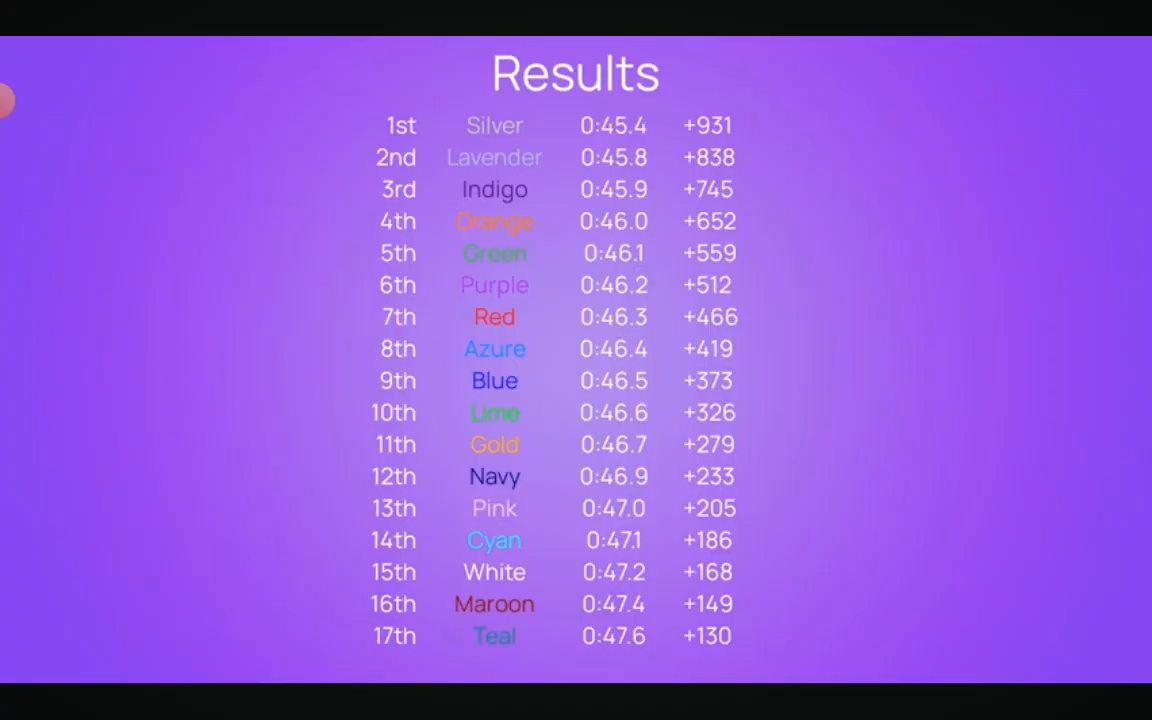 Results
1st Silver 0:45.4 +931
2nd Lavender 0:45.8 +838
3rd Indigo 0:45.9 +745
4th Orange 0:46.0 +652
5th Green 0:46.1 +559
6th Purple 0:46.2 +512
7th Red 0:46.3 +466
8th Azure 0:46.4 +419
9th Blue 0:46.5 +373
10th Lime 0:46.6 +326
11th Gold 0:46.7 +279
12th Navy 0:46.9 +233
13th Pink 0:47.0 +205
14th Cyan 0:47.1 +186
15th White 0:47.2 +168
16th Maroon 0:47.4 +149
17th Teal 0:47.6 +130